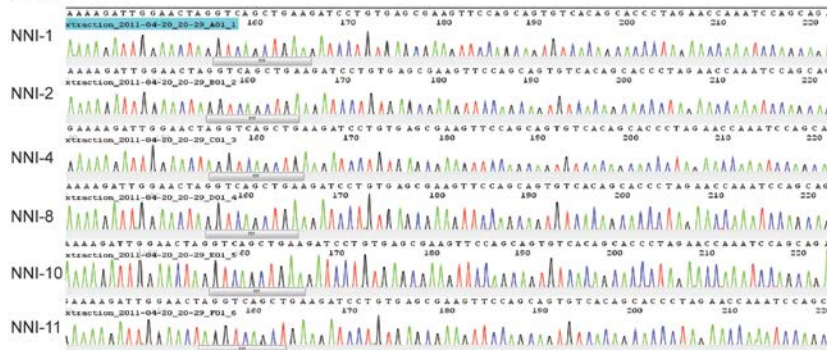 AAAAGATTGGAACTAGGTCAGCTGAAGATCCTGTGAGCGAAGTTCCAGCAGTGTCACAGCACCCTAGAACCAAATCCAGCAG
xtraction_2011-04-20_20-29_A01_1 160 170 180 190 200 210 220
NNI-1
AAAAGATTGGAACTAGGTCAGCTGAAGATCCTGTGAGCGAAGTTCCAGCAGTGTCACAGCACCCTAGAACCAAATCCAGCAG
xtraction_2011-04-20_20-29_B01_2 160 170 180 190 200 210 220
NNI-2
GAAAAGATTGGAACTAGGTCAGCTGAAGATCCTGTGAGCGAAGTTCCAGCAGTGTCACAGCACCCTAGAACCAAATCCAGCA
xtraction_2011-04-20_20-29_C01_3 160 170 180 190 200 210 220
NNI-4
AAAAGATTGGAACTAGGTCAGCTGAAGATCCTGTGAGCGAAGTTCCAGCAGTGTCACAGCACCCTAGAACCAAATCCAGCAG
xtraction_2011-04-20_20-29_D01_4 160 170 180 190 200 210 220
NNI-8
AAAAGATTGGAACTAGGTCAGCTGAAGATCCTGTGAGCGAAGTTCCAGCAGTGTCACAGCACCCTAGAACCAAATCCAGCAG
xtraction_2011-04-20_20-29_E01_5 160 170 180 190 200 210 220
NNI-10
GAAAAGATTGGAACTAGGTCAGCTGAAGATCCTGTGAGCGAAGTTCCAGCAGTGTCACAGCACCCTAGAACCAAATCCAGCAG
xtraction_2011-04-20_20-29_F01_6 160 170 180 190 200 210 220
NNI-11